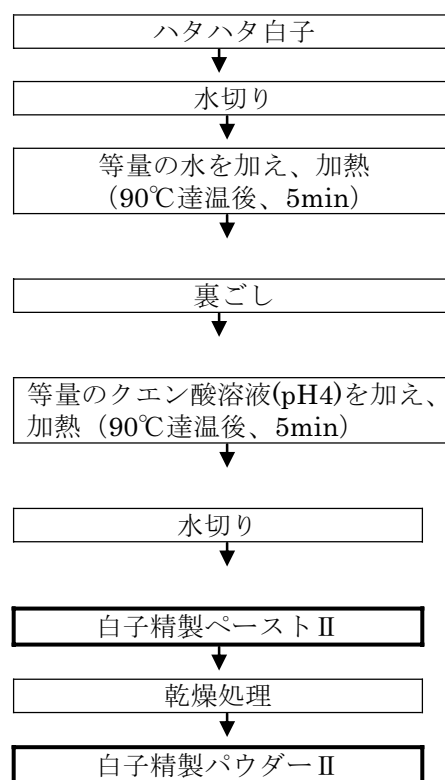 ハタハタ白子
水切り
等量の水を加え、加熱
（90℃達温後、5min）
裏ごし
等量のクエン酸溶液(pH4)を加え、
加熱（90℃達温後、5min）
水切り
白子精製ペーストⅡ
乾燥処理
白子精製パウダーⅡ